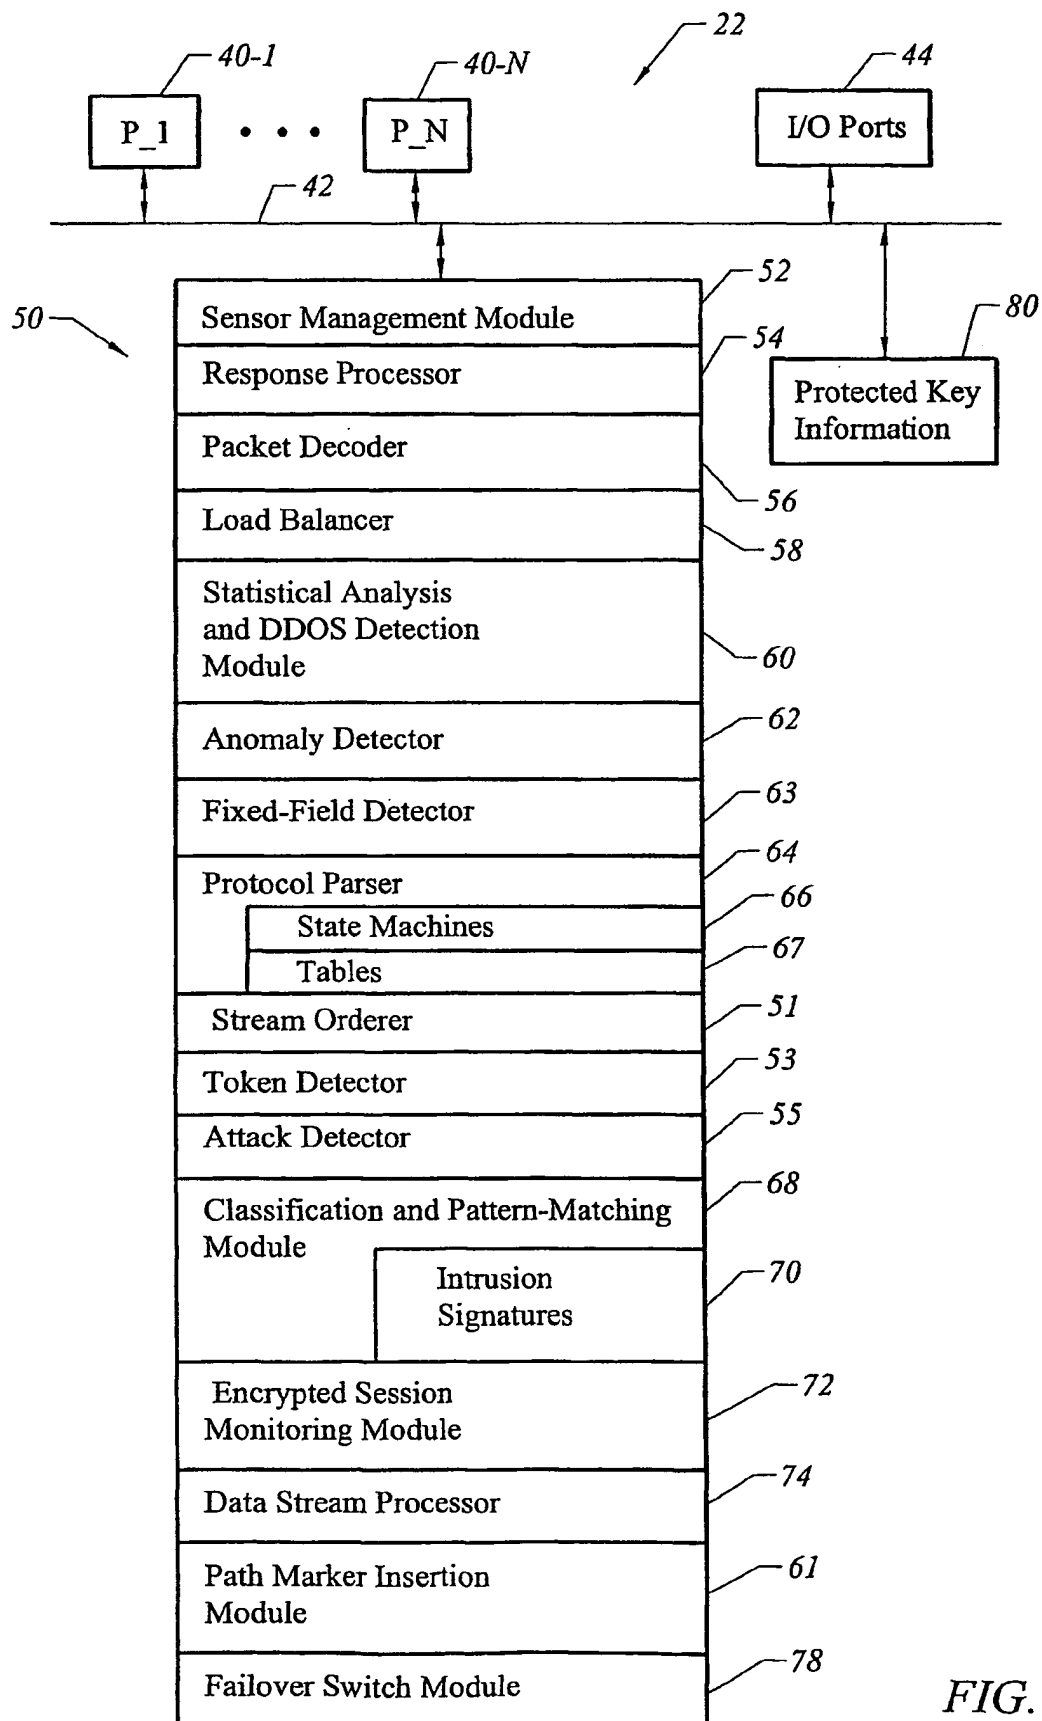 40-1
40-N
22
44
P_1
• • •
P_N
I/O Ports
42
52
50
Sensor Management Module
80
54
Response Processor
Protected Key
Information
Packet Decoder
56
Load Balancer
58
Statistical Analysis
and DDOS Detection
Module
60
62
Anomaly Detector
63
Fixed-Field Detector
64
Protocol Parser
66
State Machines
67
Tables
51
Stream Orderer
53
Token Detector
55
Attack Detector
68
Classification and Pattern-Matching
Module
70
Intrusion
Signatures
72
Encrypted Session
Monitoring Module
74
Data Stream Processor
61
Path Marker Insertion
Module
78
Failover Switch Module
FIG.